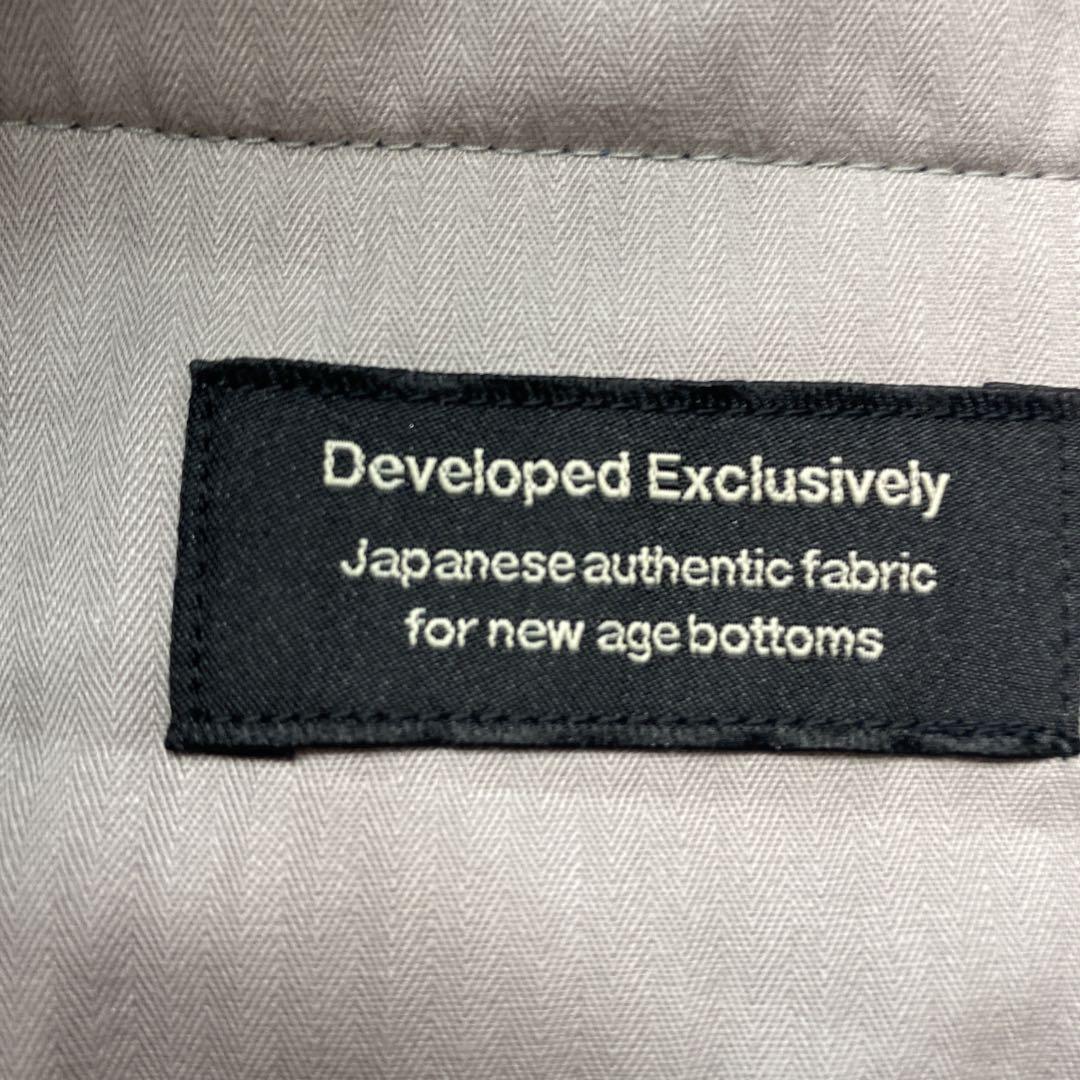 Developed Exclusively
Japanese authentic fabric
for new age bottoms